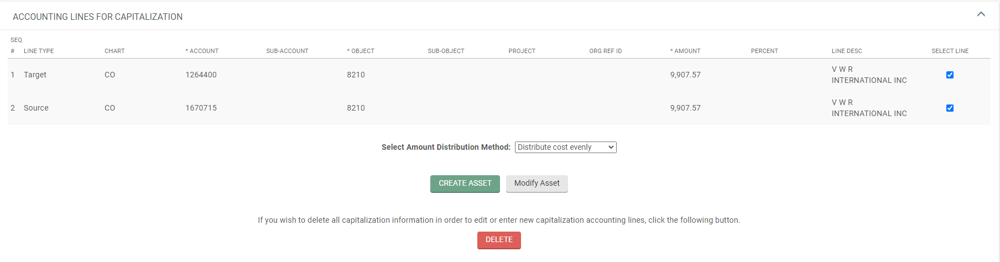 ACCOUNTING LINES FOR CAPITALIZATION
SEQ
# LINE TYPE CHART * ACCOUNT SUB-ACCOUNT * OBJECT SUB-OBJECT PROJECT ORG REF ID * AMOUNT PERCENT LINE DESC SELECT LINE
1 Target CO 1264400 8210 9,907.57 V W R
INTERNATIONAL INC
2 Source CO 1670715 8210 9,907.57 V W R
INTERNATIONAL INC
Select Amount Distribution Method: Distribute cost evenly
CREATE ASSET Modify Asset
If you wish to delete all capitalization information in order to edit or enter new capitalization accounting lines, click the following button.
DELETE